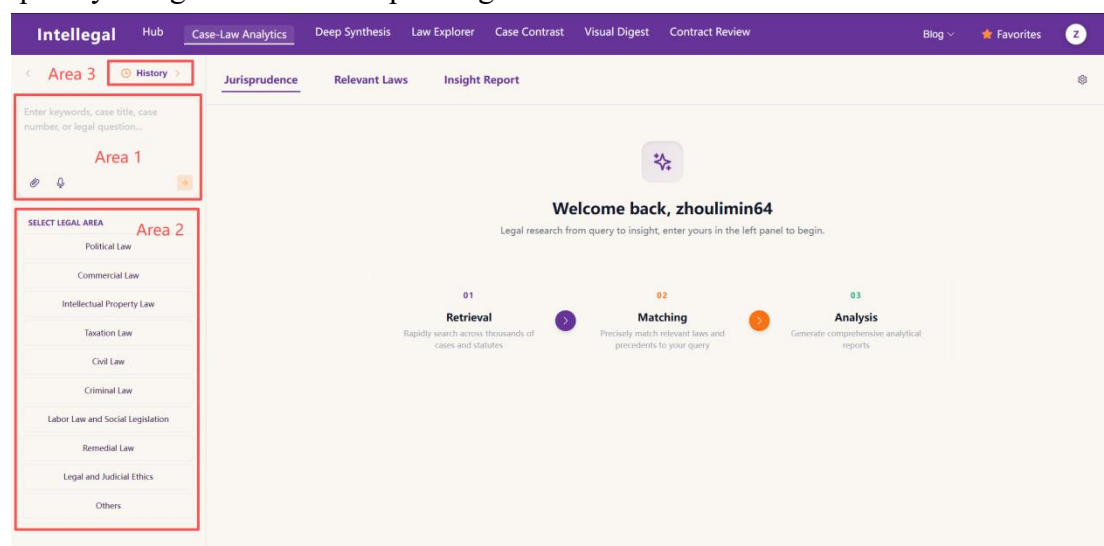 Intellegal Hub Case-Law Analytics Deep Synthesis Law Explorer Case Contrast Visual Digest Contract Review Blog Favorites Z
Area 3 History
Jurisprudence Relevant Laws Insight Report
Enter keywords, case title, case
number, or legal question...
Area 1
SELECT LEGAL AREA
Area 2
Political Law
Commercial Law
Intellectual Property Law
Taxation Law
Civil Law
Criminal Law
Labor Law and Social Legislation
Remedial Law
Legal and Judicial Ethics
Others
Welcome back, zhoulimin64
Legal research from query to insight, enter yours in the left panel to begin.
01
Retrieval
Rapidly search across thousands of
cases and statutes
02
Matching
Precisely match relevant laws and
precedents to your query
03
Analysis
Generate comprehensive analytical
reports